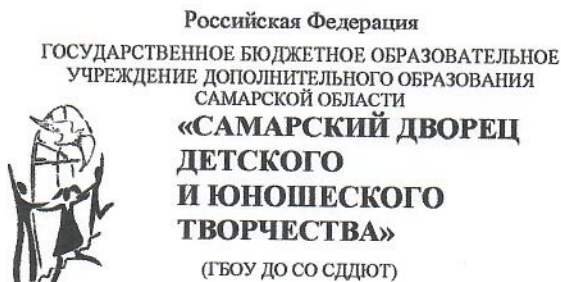 Российская Федерация
ГОСУДАРСТВЕННОЕ БЮДЖЕТНОЕ ОБРАЗОВАТЕЛЬНОЕ
УЧРЕЖДЕНИЕ ДОПОЛНИТЕЛЬНОГО ОБРАЗОВАНИЯ
САМАРСКОЙ ОБЛАСТИ
«САМАРСКИЙ ДВОРЕЦ
ДЕТСКОГО
И ЮНОШЕСКОГО
ТВОРЧЕСТВА»
(ГБОУ ДО СО СДДЮТ)